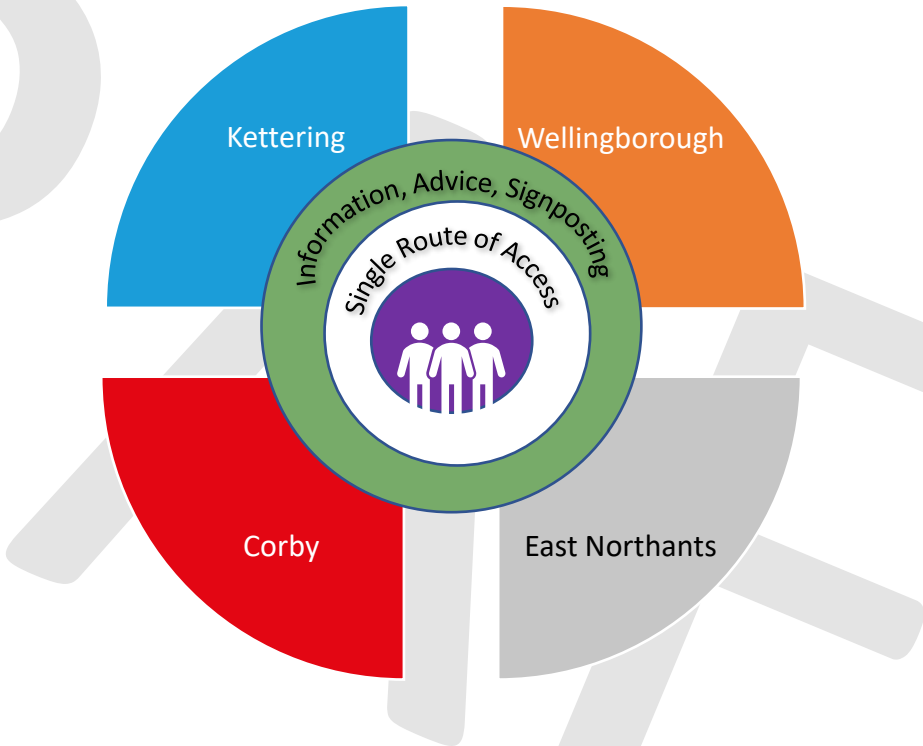 Kettering
Wellingborough
Information, Advice, Signposting
Single Route of Access
Corby
East Northants